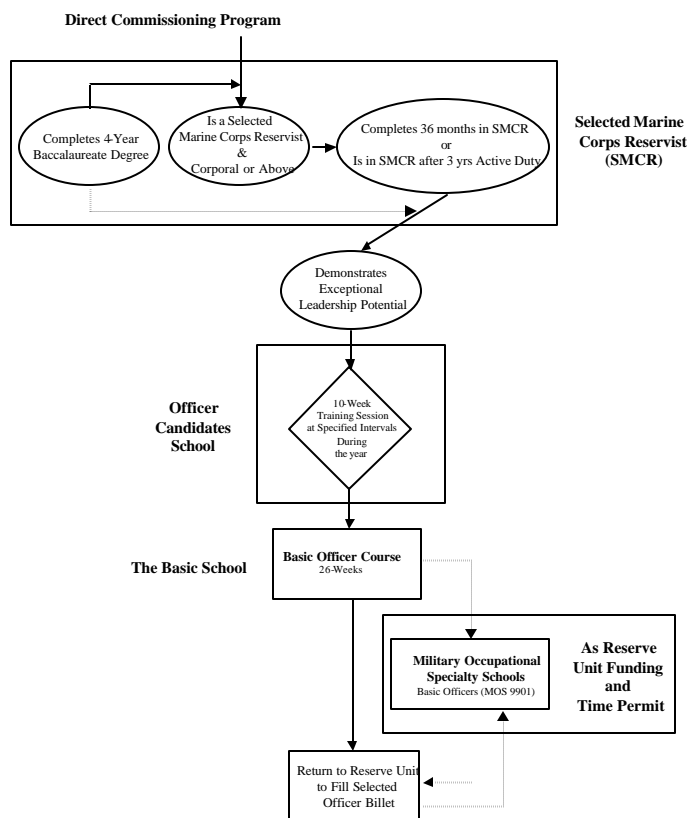 Direct Commissioning Program
Completes 4-Year
Baccalaureate Degree
Is a Selected
Marine Corps Reservist
&
Corporal or Above
Completes 36 months in SMCR
or
Is in SMCR after 3 yrs Active Duty
Selected Marine
Corps Reservist
(SMCR)
Demonstrates
Exceptional
Leadership Potential
Officer
Candidates
School
10-Week
Training Session
at Specified Intervals
During
the year
The Basic School
Basic Officer Course
26-Weeks
Military Occupational
Specialty Schools
Basic Officers (MOS 9901)
As Reserve
Unit Funding
and
Time Permit
Return to Reserve Unit
to Fill Selected
Officer Billet